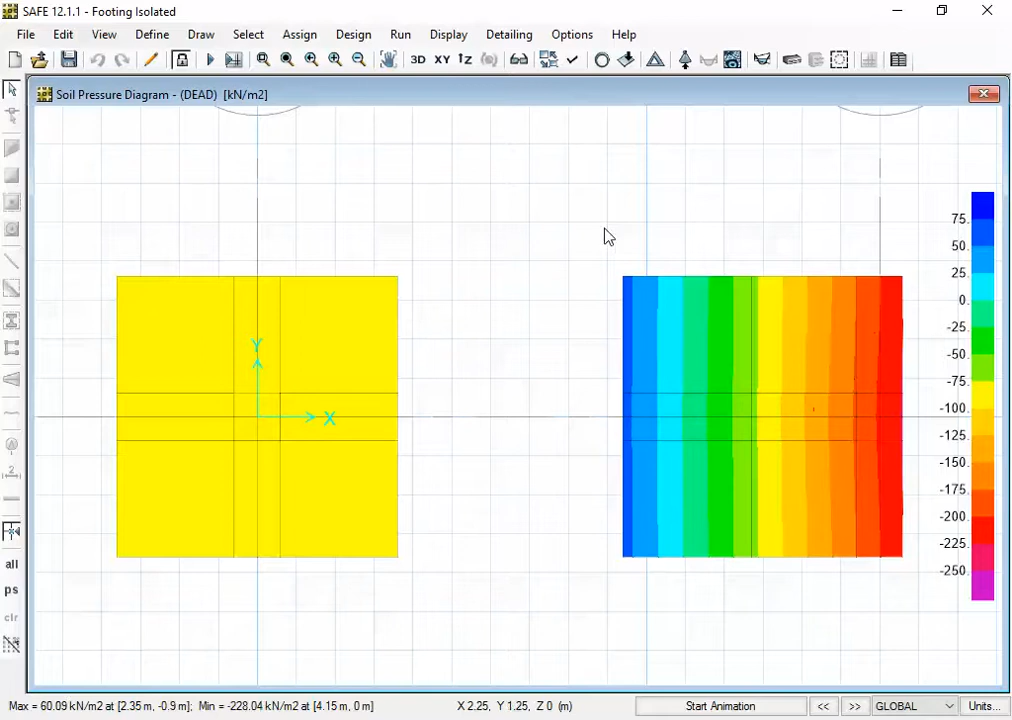 SAFE 12.1.1 - Footing Isolated
File Edit View Define Draw Select Assign Design Run Display Detailing Options Help
3D XY
Soil Pressure Diagram - (DEAD) [kN/m2]
Y
X
75.
50.
25.
0.
-25.
-50.
-75.
-100.
-125.
-150.
-175.
-200.
-225.
-250.
all
ps
clr
Max = 60.09 kN/m2 at [2.35 m, -0.9 m]; Min = -228.04 kN/m2 at [4.15 m, 0 m] X 2.25, Y 1.25, Z 0 (m) Start Animation << >> GLOBAL Units...